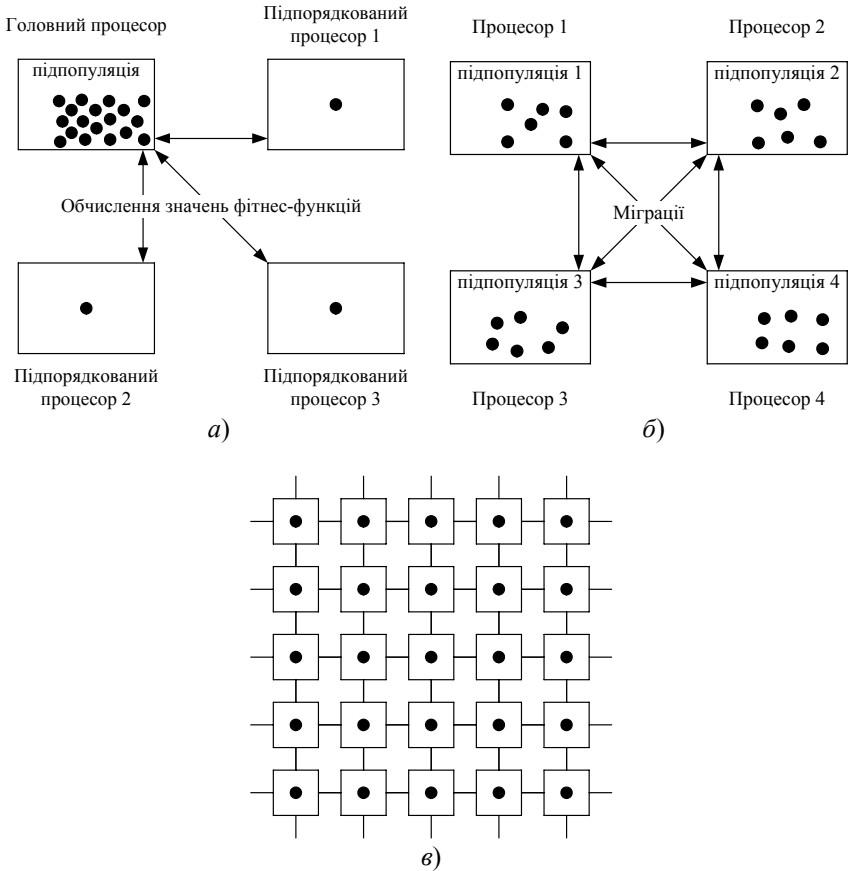 Головний процесор
Підпорядкований
процесор 1
підпопуляція
Обчислення значень фітнес-функцій
Підпорядкований
процесор 2
Підпорядкований
процесор 3
а)
Процесор 1
Процесор 2
підпопуляція 1
підпопуляція 2
Міграції
підпопуляція 3
підпопуляція 4
Процесор 3
Процесор 4
б)
в)